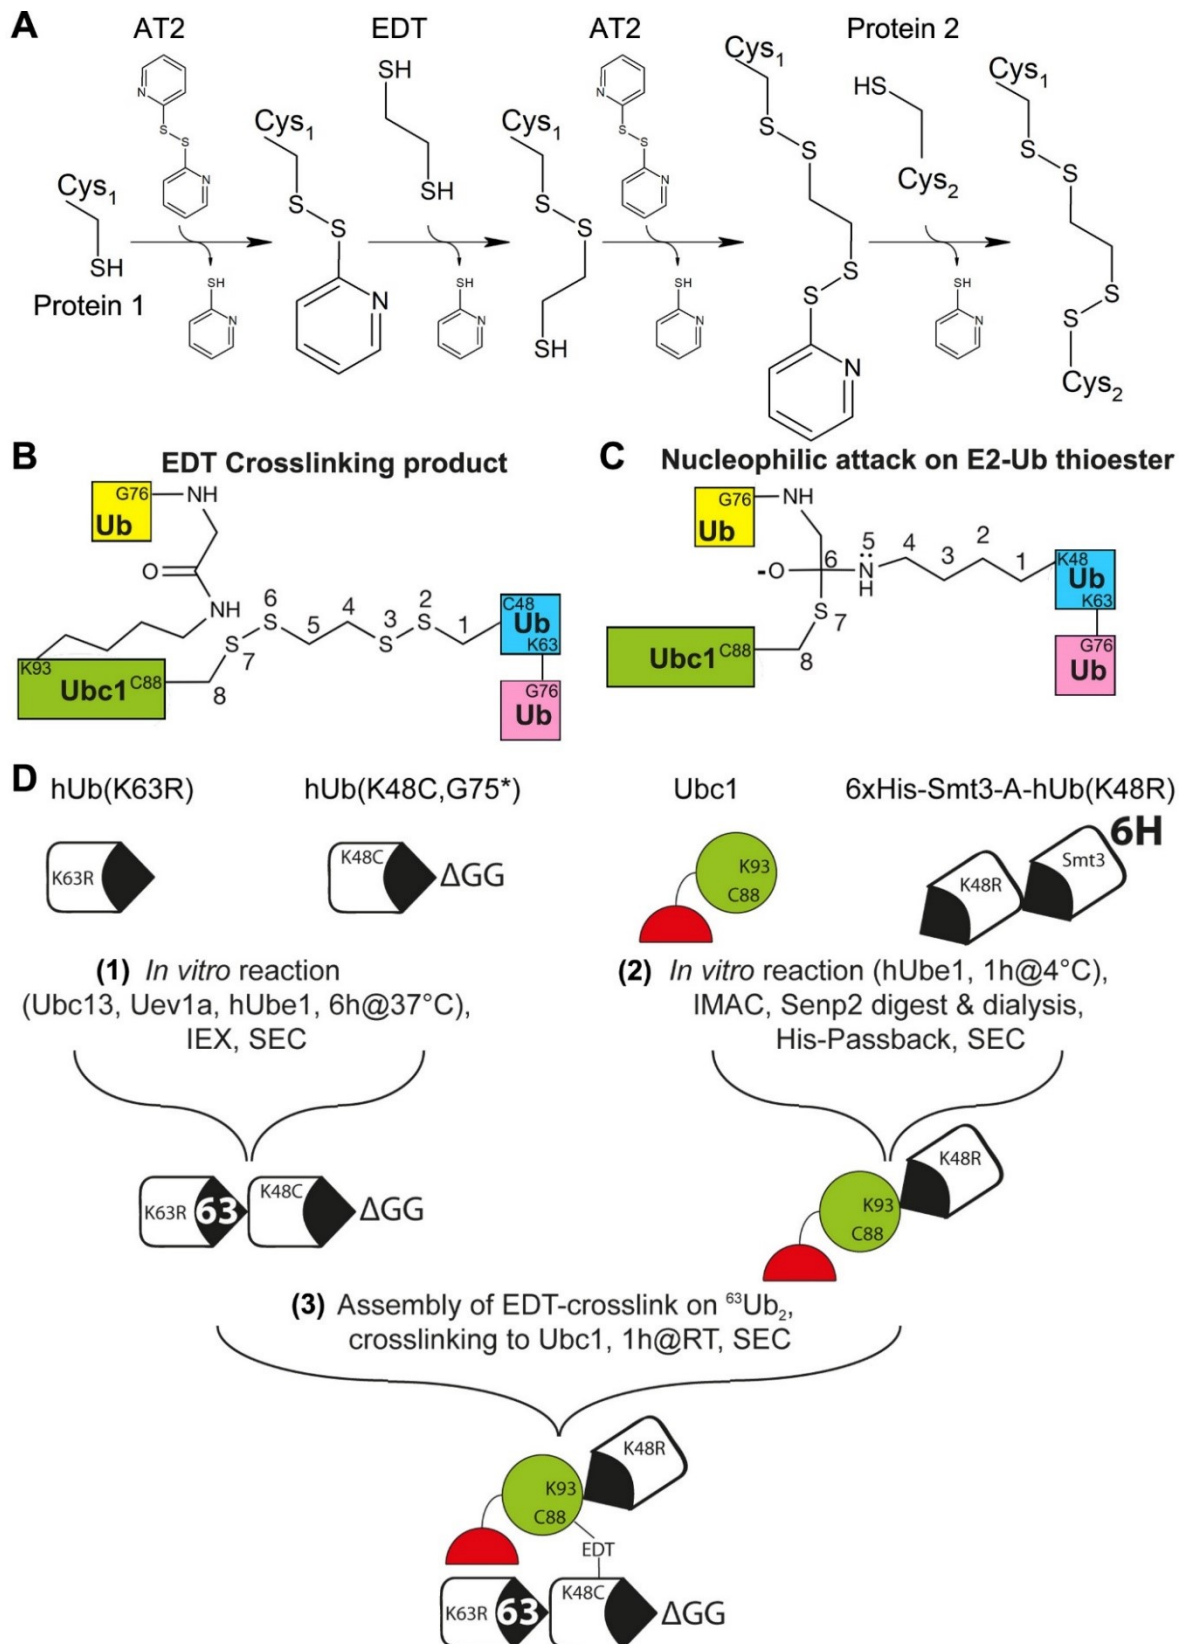 A
AT2
EDT
AT2
Protein 2
N
S
S
N
SH
SH
N
S
S
N
Cys1
HS
Cys2
Cys1
Cys1
SH
Protein 1
SH
N
Cys1
S
S
N
SH
N
Cys1
S
S
SH
SH
N
S
S
S
S
N
SH
N
S
S
S
S
Cys2
B EDT Crosslinking product
G76
Ub
NH
O
NH
K93
Ubc1
C88
8
7
S
6
S
5
4
3
S
2
S
1
C48
Ub
K63
G76
Ub
C Nucleophilic attack on E2-Ub thioester
G76
Ub
NH
-O
6
5
N
H
4
3
2
1
K48
Ub
K63
G76
Ub
S
7
8
Ubc1
C88
D
hUb(K63R)
hUb(K48C,G75*)
Ubc1
6xHis-Smt3-A-hUb(K48R)
K63R
K48C
ΔGG
K93
C88
K48R
Smt3
6H
(1) In vitro reaction
(Ubc13, Uev1a, hUbe1, 6h@37°C),
IEX, SEC
(2) In vitro reaction (hUbe1, 1h@4°C),
IMAC, Senp2 digest & dialysis,
His-Passback, SEC
K63R
63
K48C
ΔGG
K93
C88
K48R
(3) Assembly of EDT-crosslink on ⁶³Ub₂,
crosslinking to Ubc1, 1h@RT, SEC
K93
C88
K48R
EDT
K63R
63
K48C
ΔGG